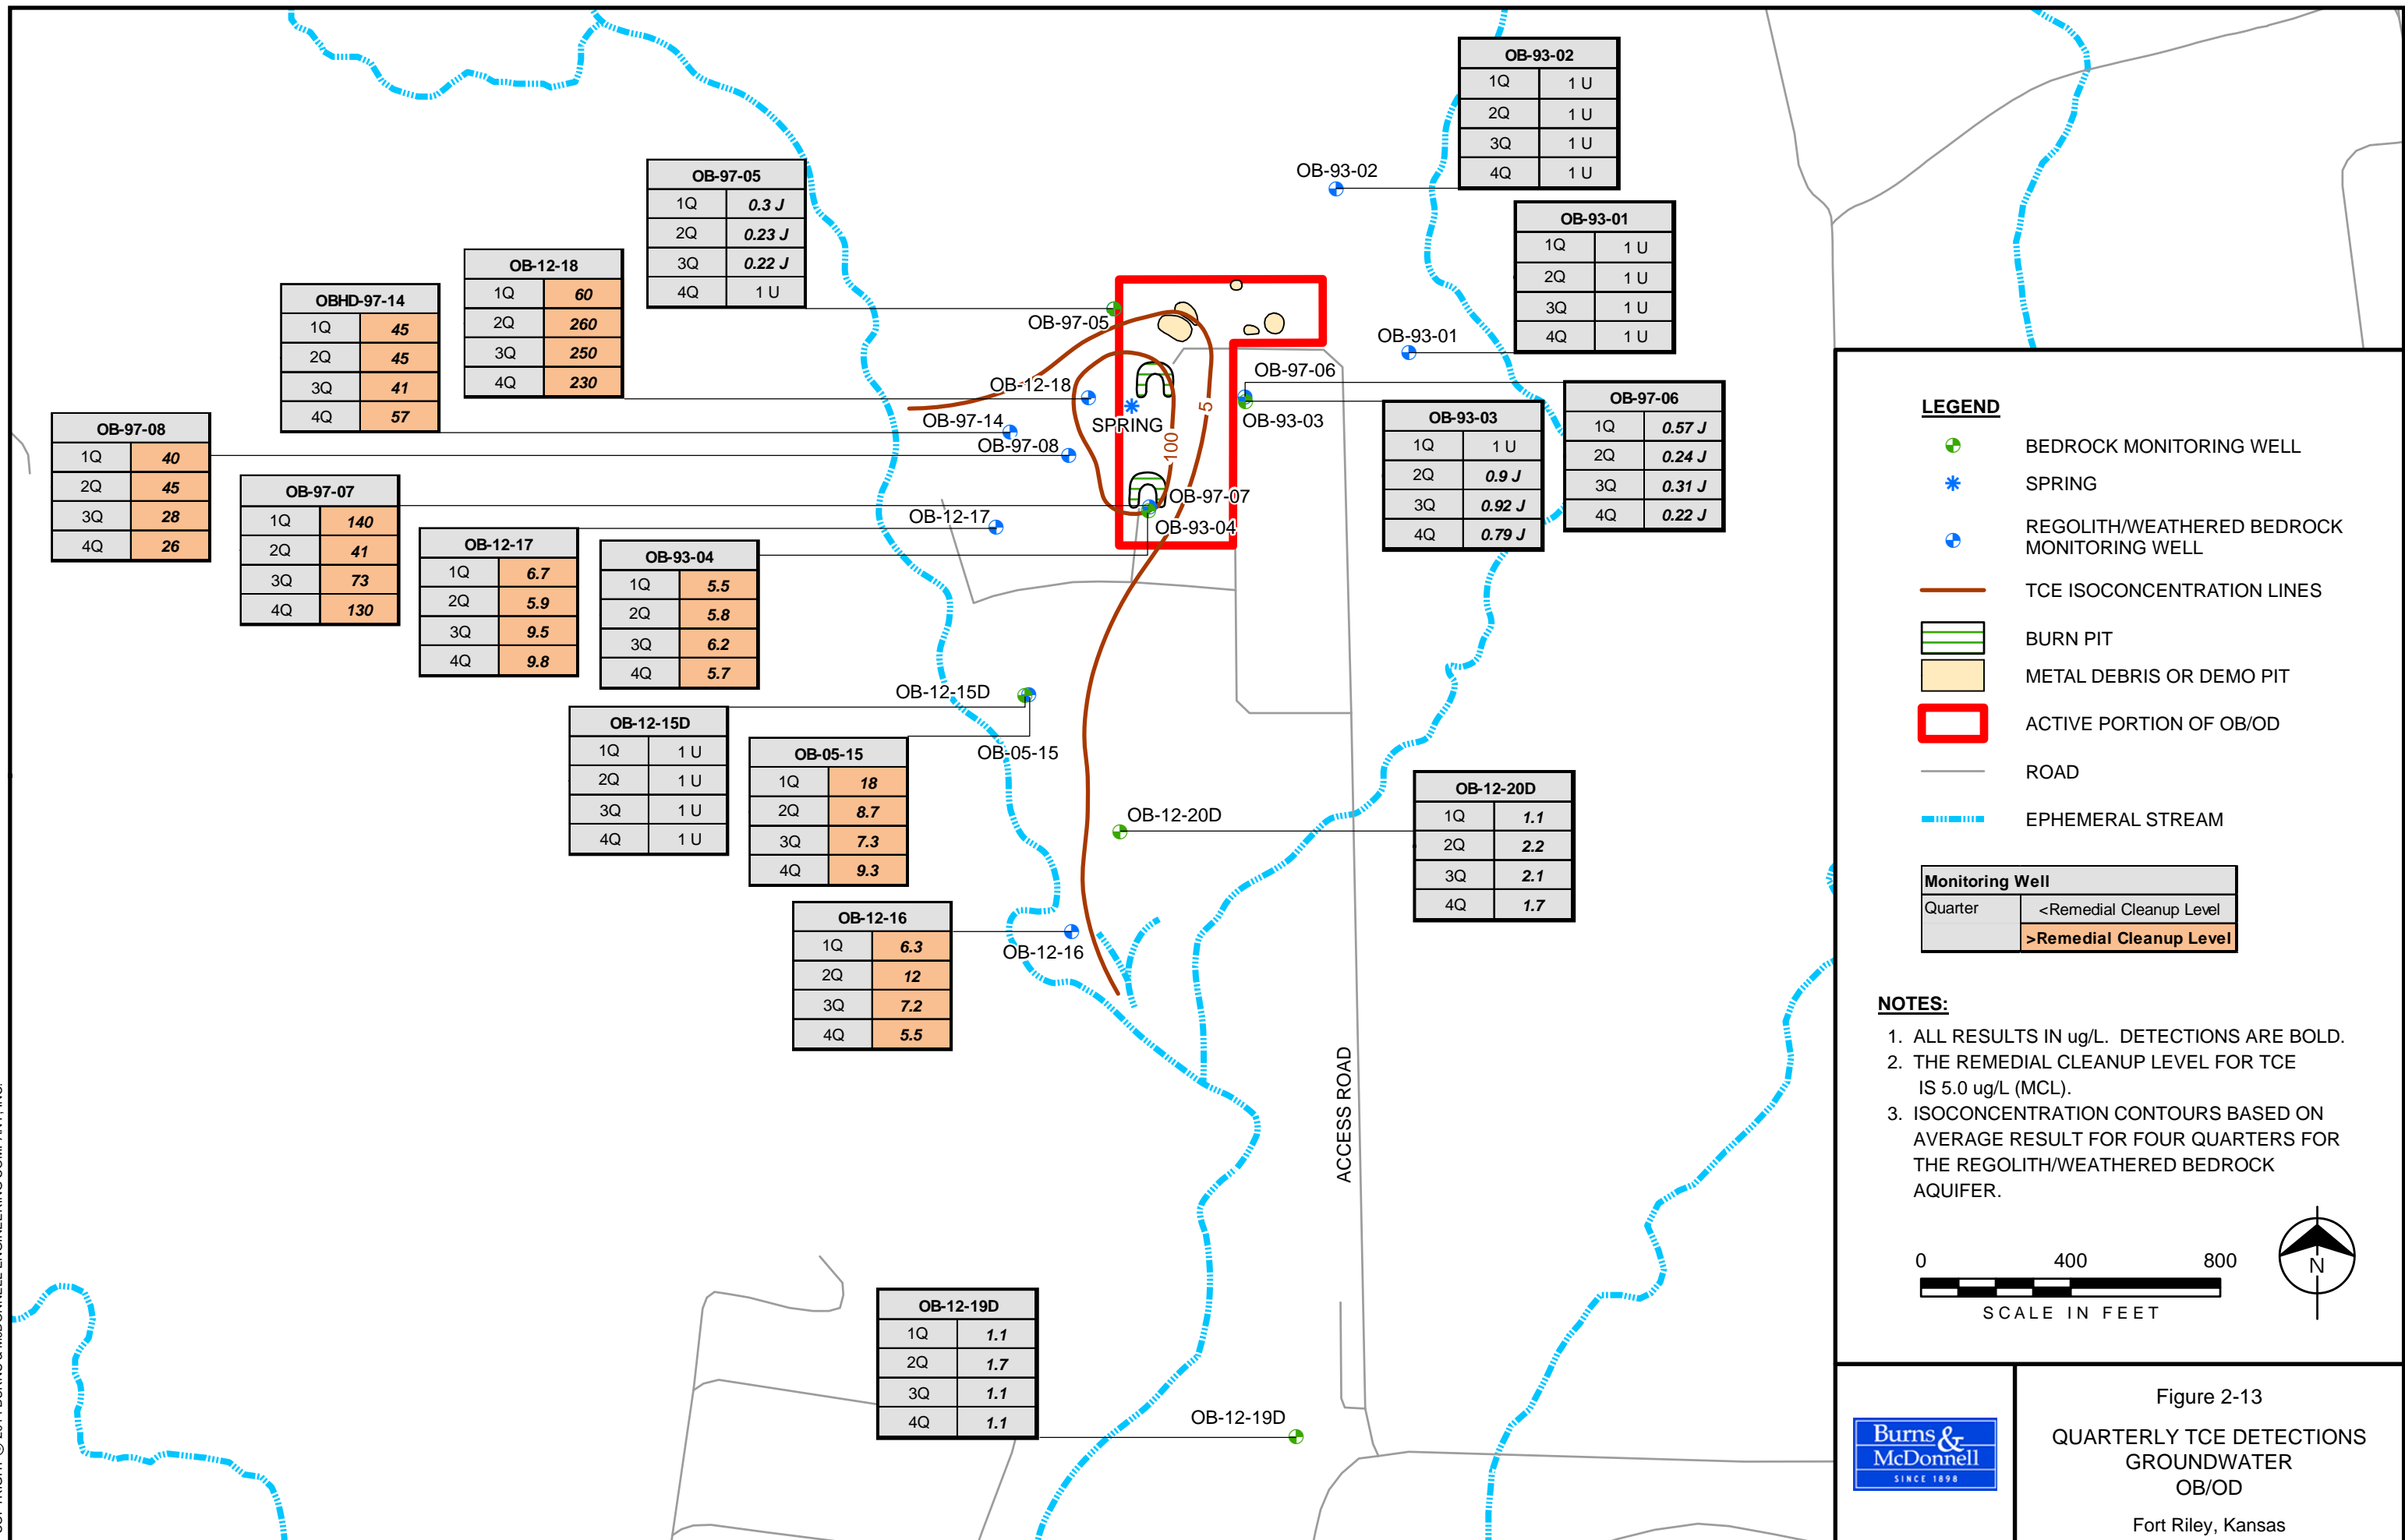 OB-93-02
1Q 1 U
2Q 1 U
3Q 1 U
4Q 1 U
OB-93-02
OB-97-05
1Q 0.3 J
2Q 0.23 J
3Q 0.22 J
4Q 1 U
OB-93-01
1Q 1 U
2Q 1 U
3Q 1 U
4Q 1 U
OB-12-18
1Q 60
2Q 260
3Q 250
4Q 230
OBHD-97-14
1Q 45
2Q 45
3Q 41
4Q 57
OB-97-05
OB-93-01
OB-97-06
OB-12-18
OB-97-14
SPRING
OB-93-03
OB-97-08
5
100
OB-97-08
1Q 40
2Q 45
3Q 28
4Q 26
OB-97-07
1Q 140
2Q 41
3Q 73
4Q 130
OB-12-17
1Q 6.7
2Q 5.9
3Q 9.5
4Q 9.8
OB-93-04
1Q 5.5
2Q 5.8
3Q 6.2
4Q 5.7
OB-93-03
1Q 1 U
2Q 0.9 J
3Q 0.92 J
4Q 0.79 J
OB-97-06
1Q 0.57 J
2Q 0.24 J
3Q 0.31 J
4Q 0.22 J
OB-97-07
OB-12-17
OB-93-04
OB-12-15D
OB-05-15
OB-12-15D
1Q 1 U
2Q 1 U
3Q 1 U
4Q 1 U
OB-05-15
1Q 18
2Q 8.7
3Q 7.3
4Q 9.3
OB-12-20D
OB-12-20D
1Q 1.1
2Q 2.2
3Q 2.1
4Q 1.7
OB-12-16
1Q 6.3
2Q 12
3Q 7.2
4Q 5.5
OB-12-16
ACCESS ROAD
OB-12-19D
1Q 1.1
2Q 1.7
3Q 1.1
4Q 1.1
OB-12-19D
LEGEND
BEDROCK MONITORING WELL
SPRING
REGOLITH/WEATHERED BEDROCK
MONITORING WELL
TCE ISOCONCENTRATION LINES
BURN PIT
METAL DEBRIS OR DEMO PIT
ACTIVE PORTION OF OB/OD
ROAD
EPHEMERAL STREAM
Monitoring Well
Quarter <Remedial Cleanup Level
>Remedial Cleanup Level
NOTES:
1. ALL RESULTS IN ug/L. DETECTIONS ARE BOLD.
2. THE REMEDIAL CLEANUP LEVEL FOR TCE
IS 5.0 ug/L (MCL).
3. ISOCONCENTRATION CONTOURS BASED ON
AVERAGE RESULT FOR FOUR QUARTERS FOR
THE REGOLITH/WEATHERED BEDROCK
AQUIFER.
0 400 800
SCALE IN FEET
N
Burns &
McDonnell
SINCE 1898
Figure 2-13
QUARTERLY TCE DETECTIONS
GROUNDWATER
OB/OD
Fort Riley, Kansas